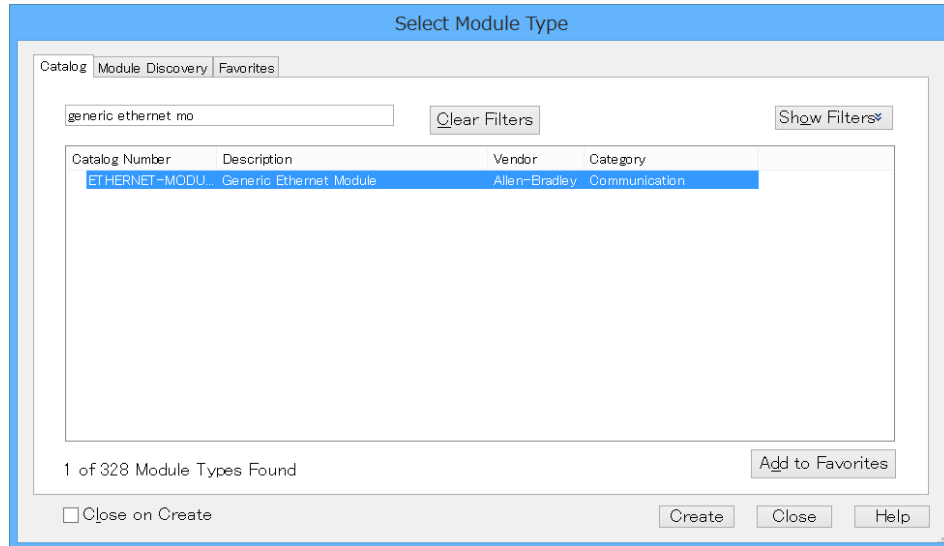 Select Module Type
Catalog Module Discovery Favorites
generic ethernet mo Clear Filters Show Filters
Catalog Number Description Vendor Category
ETHERNET-MODU... Generic Ethernet Module Allen-Bradley Communication
1 of 328 Module Types Found Add to Favorites
Close on Create Create Close Help